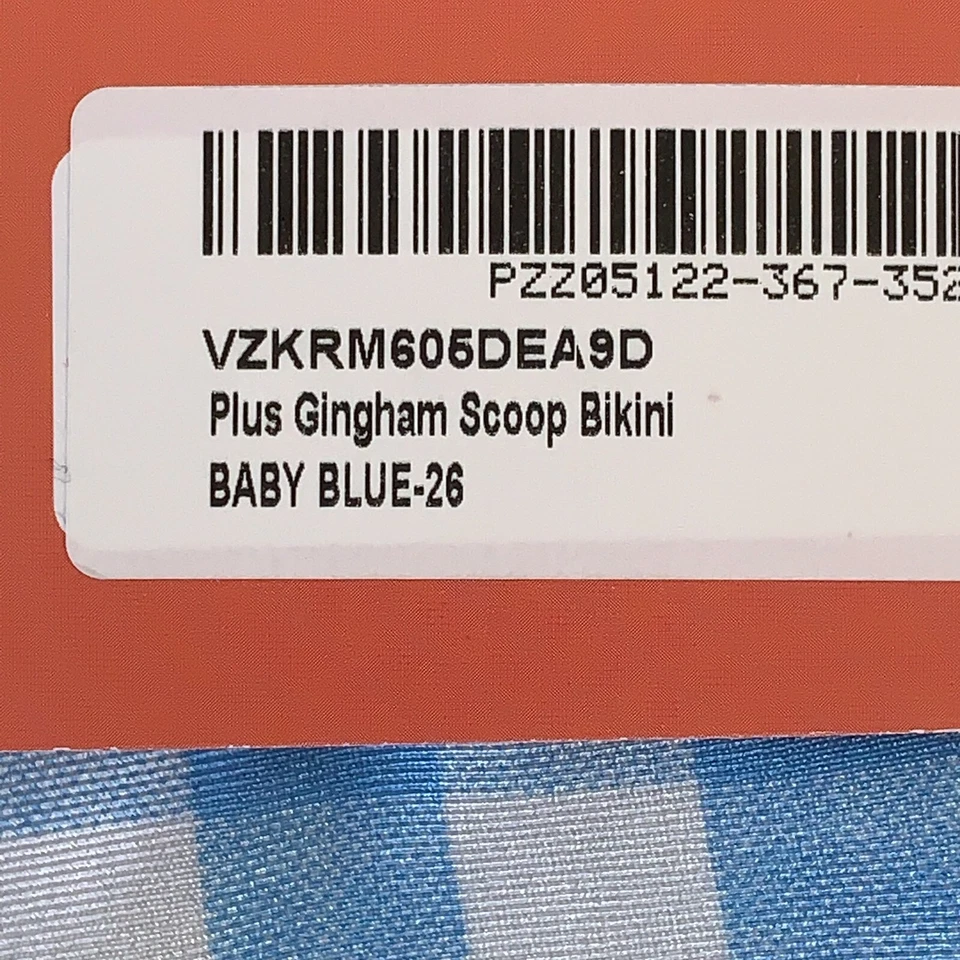 PZZ05122-367-352
VZKRM605DEA9D
Plus Gingham Scoop Bikini
BABY BLUE-26